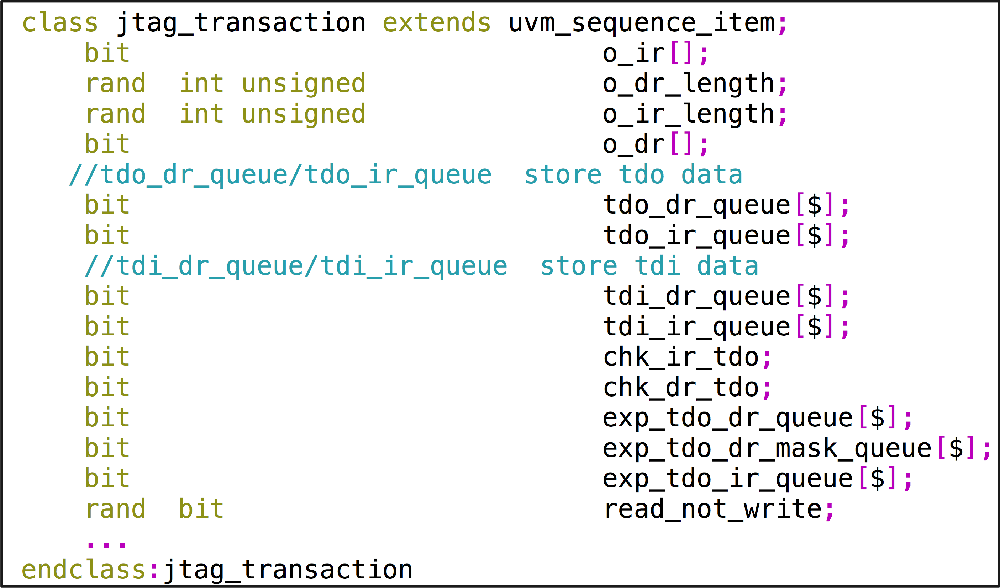 class jtag_transaction extends uvm_sequence_item;
bit o_ir[];
rand int unsigned o_dr_length;
rand int unsigned o_ir_length;
bit o_dr[];
//tdo_dr_queue/tdo_ir_queue store tdo data
bit tdo_dr_queue[$];
bit tdo_ir_queue[$];
//tdi_dr_queue/tdi_ir_queue store tdi data
bit tdi_dr_queue[$];
bit tdi_ir_queue[$];
bit chk_ir_tdo;
bit chk_dr_tdo;
bit exp_tdo_dr_queue[$];
bit exp_tdo_dr_mask_queue[$];
bit exp_tdo_ir_queue[$];
rand bit read_not_write;
...
endclass:jtag_transaction